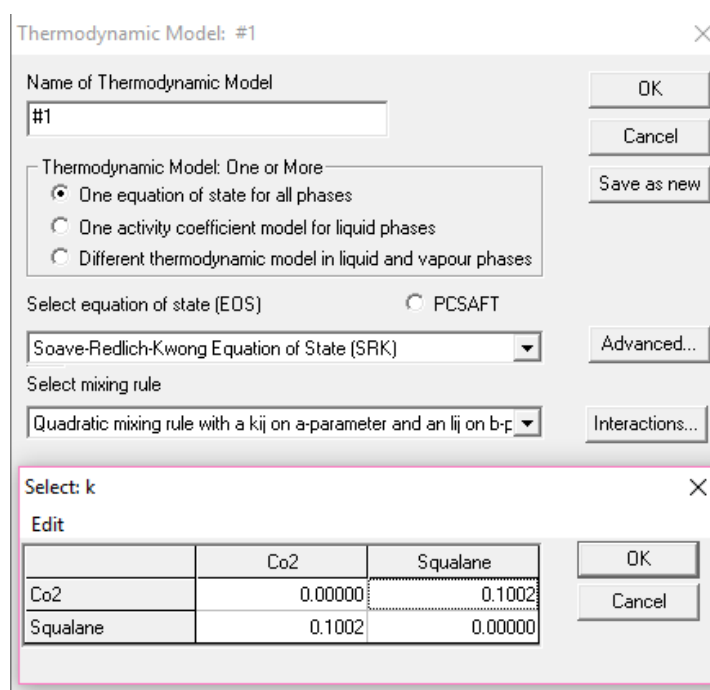 Thermodynamic Model: #1
Name of Thermodynamic Model
OK
#1
Cancel
Thermodynamic Model: One or More
Save as new
One equation of state for all phases
One activity coefficient model for liquid phases
Different thermodynamic model in liquid and vapour phases
Select equation of state (EOS) PCSAFT
Soave-Redlich-Kwong Equation of State (SRK) Advanced...
Select mixing rule
Quadratic mixing rule with a kij on a-parameter and an lij on b-p Interactions...
Select: k
Edit
Co2 Squalane OK
Co2 0.00000 0.1002
Cancel
Squalane 0.1002 0.00000